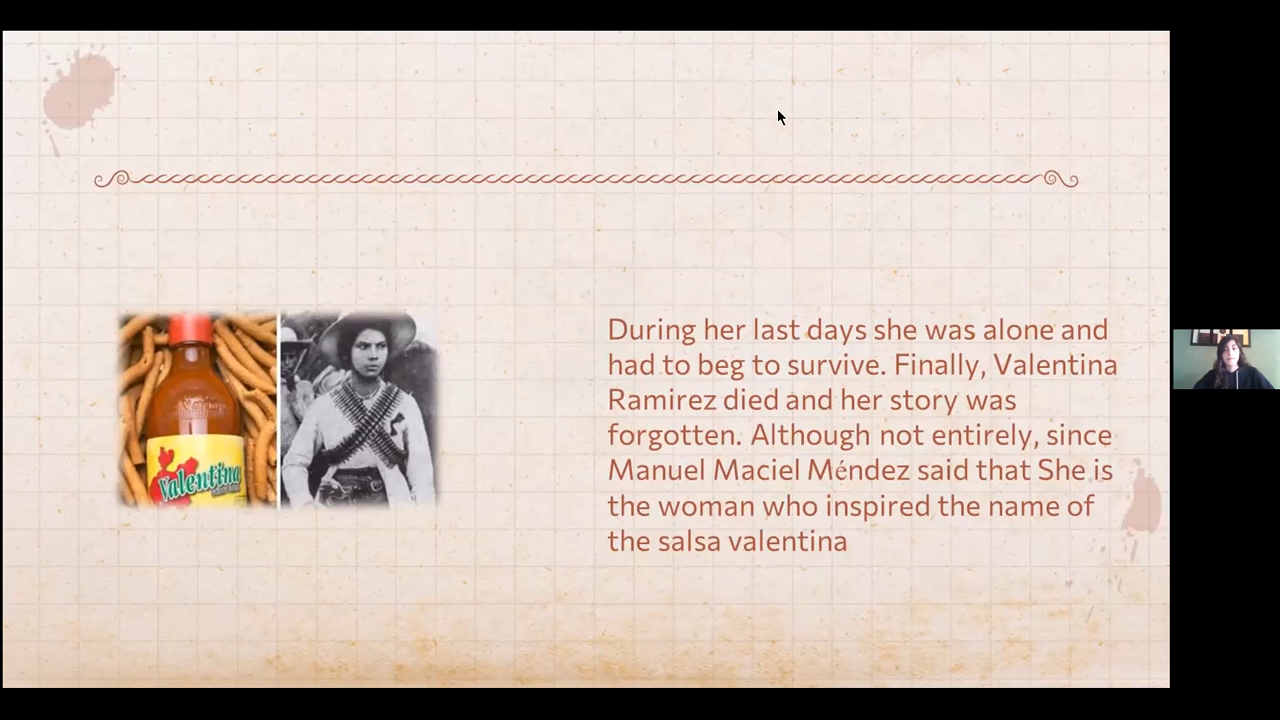 Valentina
During her last days she was alone and
had to beg to survive. Finally, Valentina
Ramirez died and her story was
forgotten. Although not entirely, since
Manuel Maciel Méndez said that She is
the woman who inspired the name of
the salsa valentina